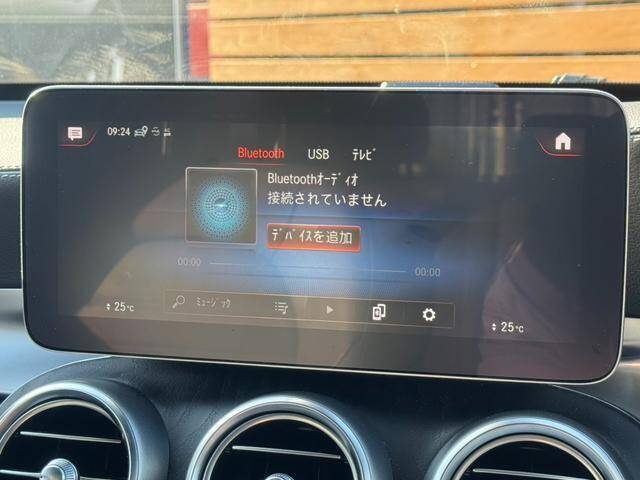 09:24
Bluetooth USB ﾃﾚﾋﾞ
Bluetoothｵｰﾃﾞｨｵ
接続されていません
ﾃﾞﾊﾞｲｽを追加
00:00 00:00
ﾐｭｰｼﾞｯｸ
25℃ 25℃